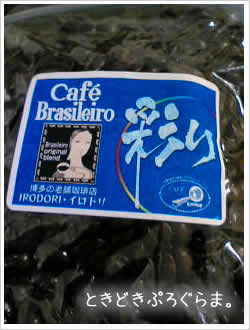 Café
Brasileiro
彩り
Brasileiro
original
blend
博多の老舗珈琲店
IRODORI・イロドリ
CAFÉ
ときどきぷろぐらま。